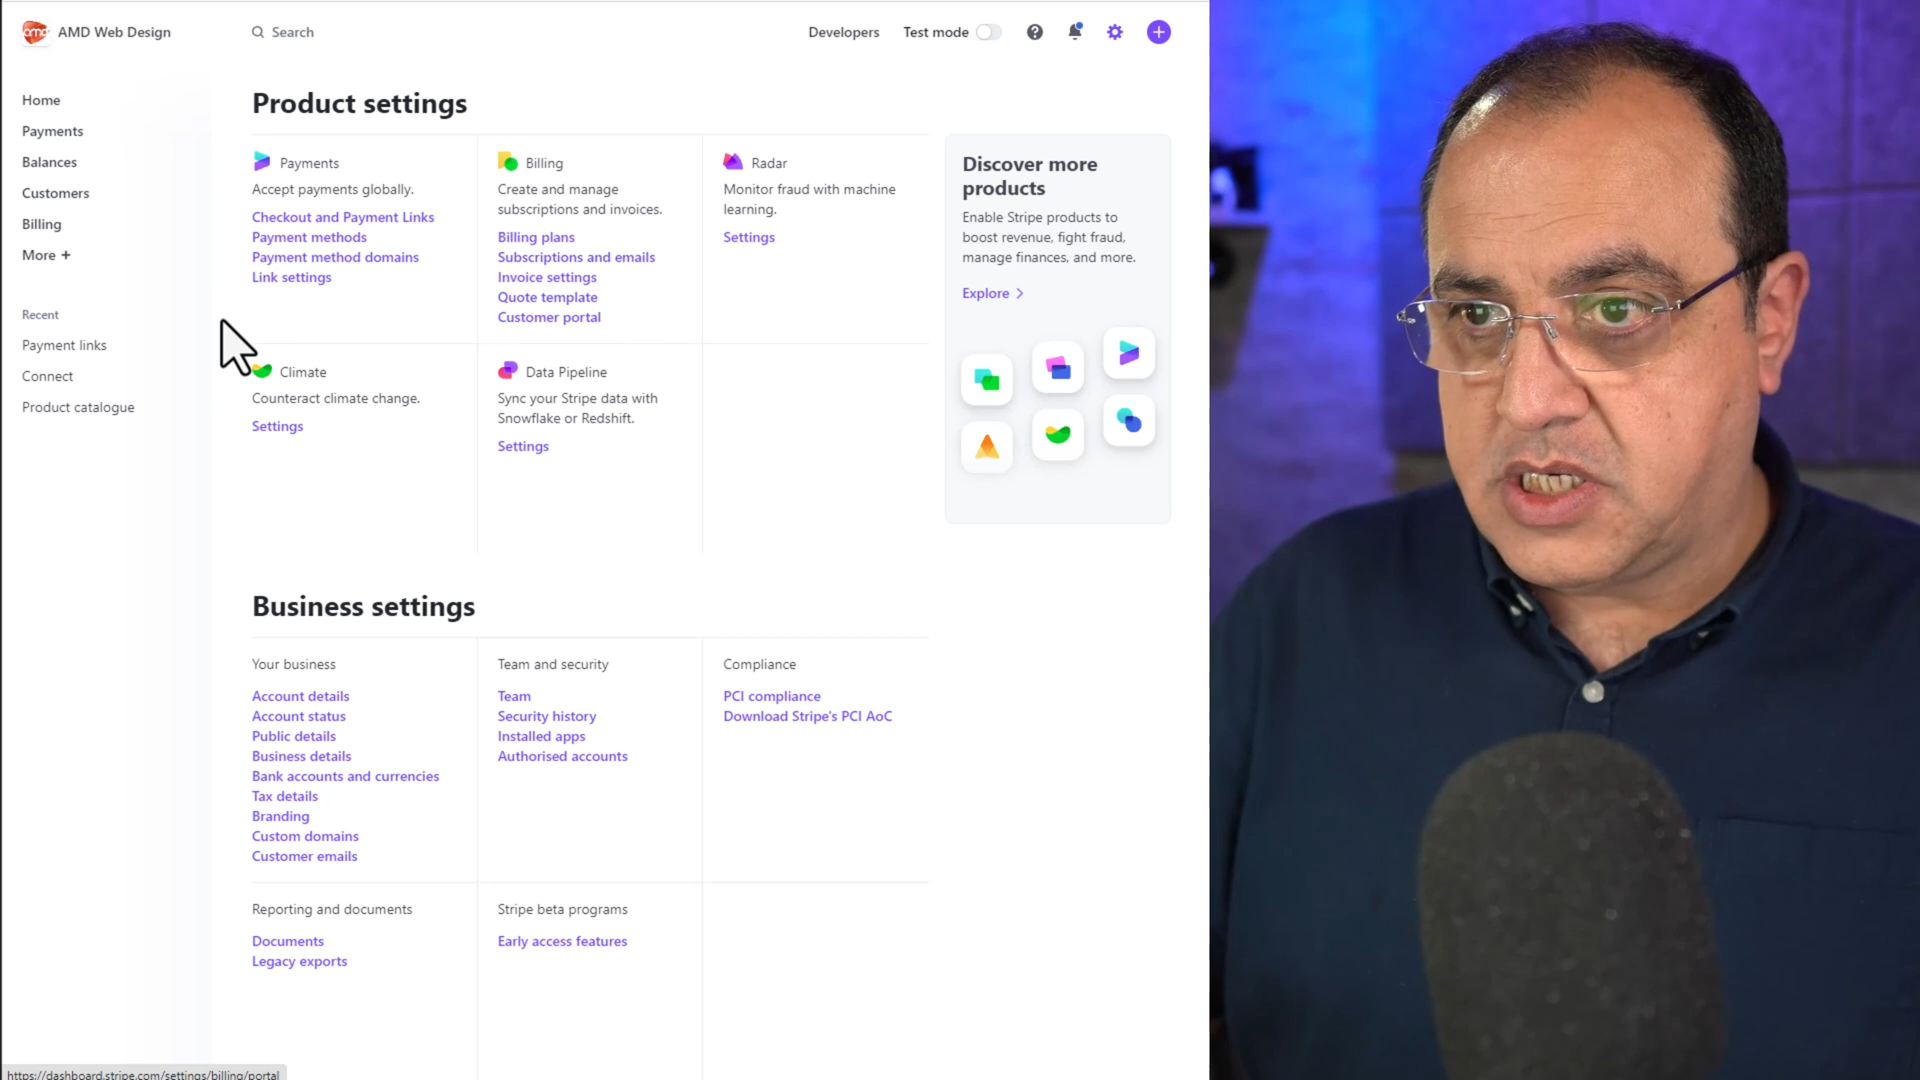 amd
AMD Web Design
Search
Developers
Test mode
Home
Payments
Balances
Customers
Billing
More +
Recent
Payment links
Connect
Product catalogue
Product settings
Payments
Accept payments globally.
Checkout and Payment Links
Payment methods
Payment method domains
Link settings
Billing
Create and manage
subscriptions and invoices.
Billing plans
Subscriptions and emails
Invoice settings
Quote template
Customer portal
Radar
Monitor fraud with machine
learning.
Settings
Climate
Counteract climate change.
Settings
Data Pipeline
Sync your Stripe data with
Snowflake or Redshift.
Settings
Discover more
products
Enable Stripe products to
boost revenue, fight fraud,
manage finances, and more.
Explore
Business settings
Your business
Account details
Account status
Public details
Business details
Bank accounts and currencies
Tax details
Branding
Custom domains
Customer emails
Team and security
Team
Security history
Installed apps
Authorised accounts
Compliance
PCI compliance
Download Stripe's PCI AoC
Reporting and documents
Documents
Legacy exports
Stripe beta programs
Early access features
https://dashboard.stripe.com/settings/billing/portal